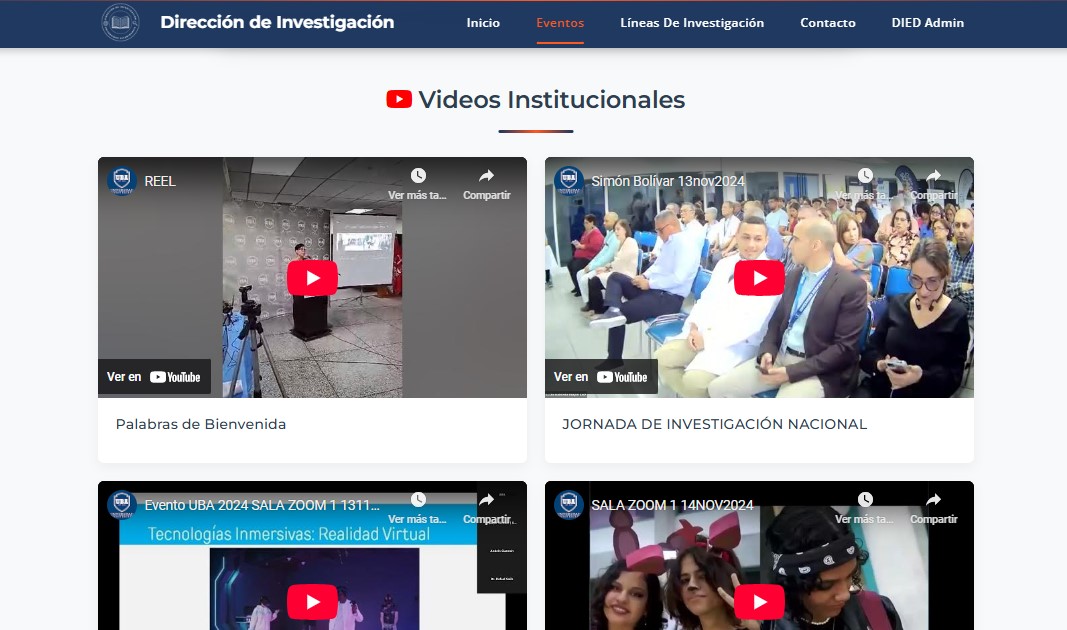 Dirección de Investigación
Inicio
Eventos
Líneas De Investigación
Contacto
DIED Admin
Videos Institucionales
UBA
REEL
Ver más ta...
Compartir
Ver en YouTube
Palabras de Bienvenida
UBA
Simón Bolívar 13nov2024
Ver más ta...
Compartir
Ver en YouTube
JORNADA DE INVESTIGACIÓN NACIONAL
UBA
Evento UBA 2024 SALA ZOOM 1 1311...
Ver más ta...
Compartir
Tecnologías Inmersivas: Realidad Virtual
UBA
SALA ZOOM 1 14NOV2024
Ver más ta...
Compartir